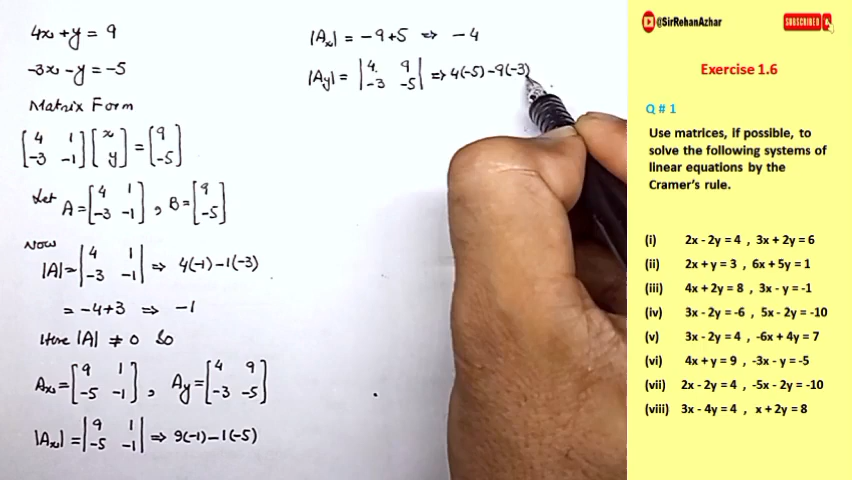 4x + y = 9
-3x - y = -5
Matrix Form
[4 1 -3 -1] [x y] = [9 -5]
Let A = [4 1 -3 -1] , B = [9 -5]
Now
|A| = |4 1 -3 -1| ⇒ 4(-1) - 1(-3)
= -4+3 ⇒ -1
Here |A| ≠ 0 So
Ax = [9 1 -5 -1] , Ay = [4 9 -3 -5]
|Ax| = |9 1 -5 -1| ⇒ 9(-1) - 1(-5)
|Ax| = -9+5 ⇒ -4
|Ay| = |4 9 -3 -5| ⇒ 4(-5) - 9(-3)
@SirRehanAzhar
SUBSCRIBED
Exercise 1.6
Q # 1
Use matrices, if possible, to
solve the following systems of
linear equations by the
Cramer's rule.
(i) 2x - 2y = 4 , 3x + 2y = 6
(ii) 2x + y = 3 , 6x + 5y = 1
(iii) 4x + 2y = 8 , 3x - y = -1
(iv) 3x - 2y = -6 , 5x - 2y = -10
(v) 3x - 2y = 4 , -6x + 4y = 7
(vi) 4x + y = 9 , -3x - y = -5
(vii) 2x - 2y = 4 , -5x - 2y = -10
(viii) 3x - 4y = 4 , x + 2y = 8